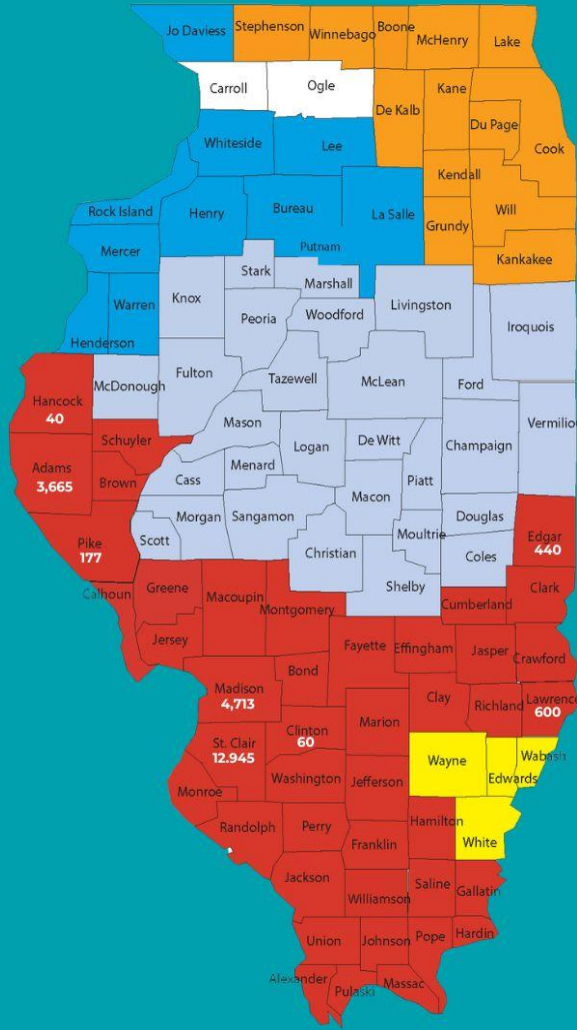 Jo Daviess
Stephenson
Winnebago
Boone
McHenry
Lake
Carroll
Ogle
De Kalb
Kane
Du Page
Cook
Whiteside
Lee
Kendall
Will
Rock Island
Henry
Bureau
La Salle
Grundy
Putnam
Kankakee
Mercer
Stark
Marshall
Knox
Warren
Henderson
Peoria
Woodford
Livingston
Iroquois
Hancock
40
McDonough
Fulton
Tazewell
McLean
Ford
Vermilio
Schuyler
Mason
Logan
De Witt
Champaign
Adams
3,665
Brown
Cass
Menard
Macon
Piatt
Douglas
Edgar
440
Pike
177
Scott
Morgan
Sangamon
Christian
Moultrie
Coles
Calhoun
Greene
Macoupin
Montgomery
Shelby
Cumberland
Clark
Jersey
Fayette
Effingham
Jasper
Crawford
Madison
4,713
Bond
Clay
Richland
Lawrence
600
St. Clair
12.945
Clinton
60
Marion
Wayne
Edwards
Wabash
Monroe
Washington
Jefferson
Randolph
Perry
Hamilton
White
Franklin
Jackson
Williamson
Saline
Gallatin
Union
Johnson
Pope
Hardin
Alexander
Pulaski
Massac